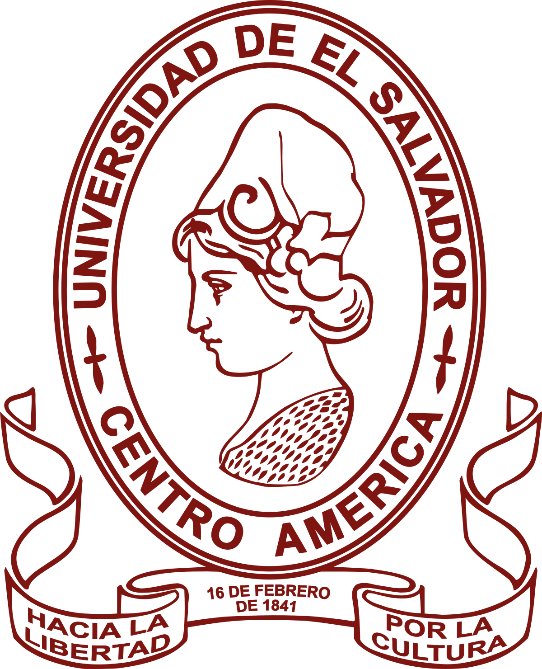 UNIVERSIDAD DE EL SALVADOR
CENTRO AMERICA
16 DE FEBRERO
DE 1841
HACIA LA
LIBERTAD
POR LA
CULTURA